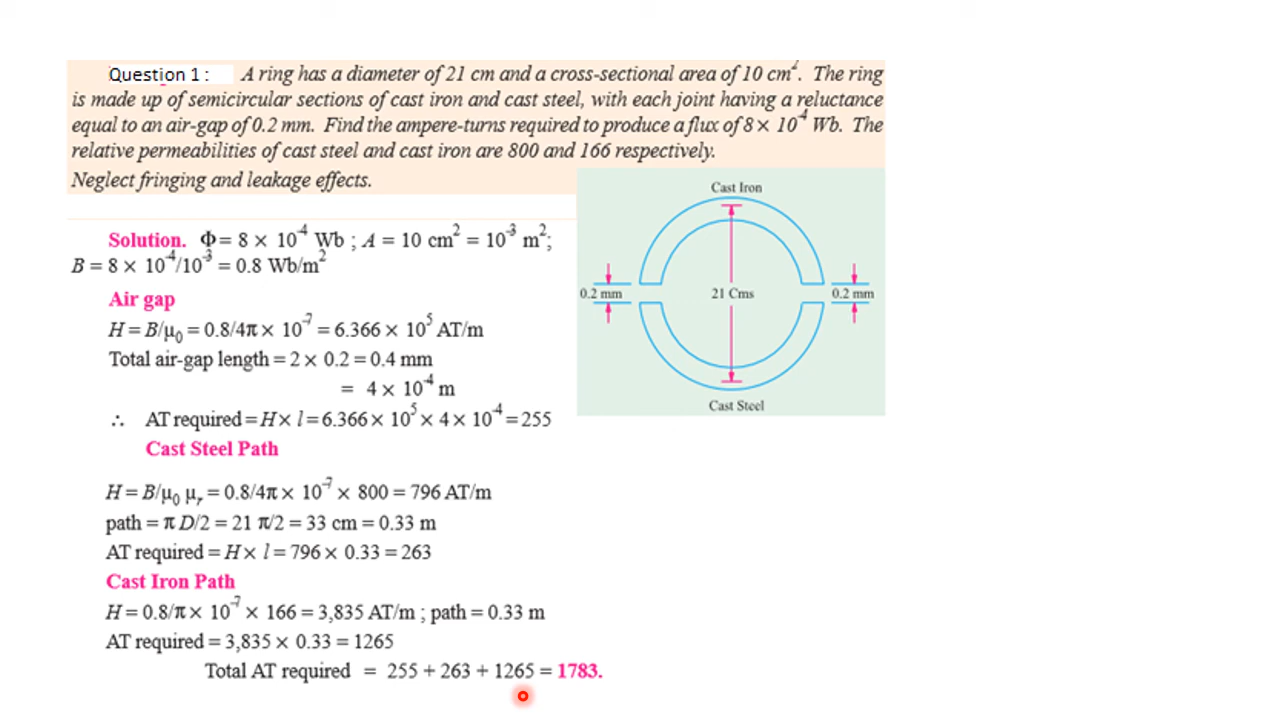 Question 1 : A ring has a diameter of 21 cm and a cross-sectional area of 10 cm². The ring
is made up of semicircular sections of cast iron and cast steel, with each joint having a reluctance
equal to an air-gap of 0.2 mm. Find the ampere-turns required to produce a flux of 8 × 10⁻⁴ Wb. The
relative permeabilities of cast steel and cast iron are 800 and 166 respectively.
Neglect fringing and leakage effects.
Solution. Φ = 8 × 10⁻⁴ Wb ; A = 10 cm² = 10⁻³ m²;
B = 8 × 10⁻⁴/10⁻³ = 0.8 Wb/m²
Air gap
H = B/μ₀ = 0.8/4π × 10⁻⁷ = 6.366 × 10⁵ AT/m
Total air-gap length = 2 × 0.2 = 0.4 mm
= 4 × 10⁻⁴ m
∴ AT required = H × l = 6.366 × 10⁵ × 4 × 10⁻⁴ = 255
Cast Steel Path
H = B/μ₀ μᵣ = 0.8/4π × 10⁻⁷ × 800 = 796 AT/m
path = π D/2 = 21 π/2 = 33 cm = 0.33 m
AT required = H × l = 796 × 0.33 = 263
Cast Iron Path
H = 0.8/π × 10⁻⁷ × 166 = 3,835 AT/m ; path = 0.33 m
AT required = 3,835 × 0.33 = 1265
Total AT required = 255 + 263 + 1265 = 1783.
Cast Iron
0.2 mm
21 Cms
0.2 mm
Cast Steel